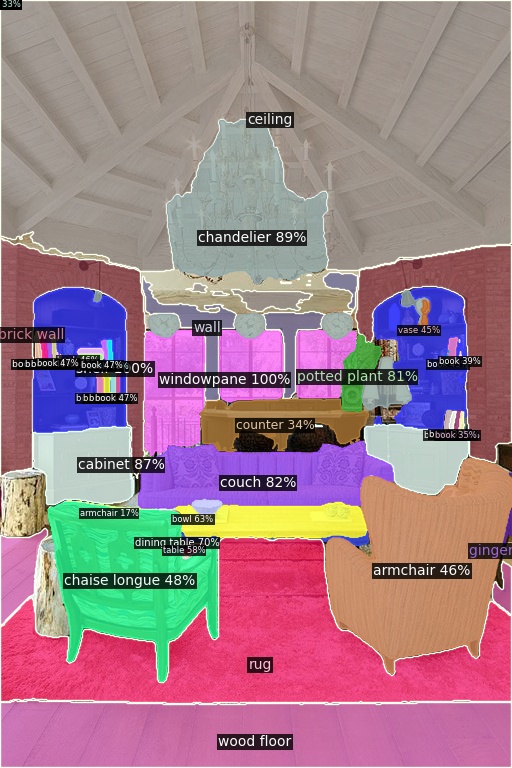 33%
ceiling
chandelier 89%
wall
brick wall
vase 45%
book 47%
book 47%
book 39%
windowpane 100%
potted plant 81%
book 47%
counter 34%
book 35%
cabinet 87%
couch 82%
armchair 17%
bowl 63%
dining table 70%
table 58%
ginger
armchair 46%
chaise longue 48%
rug
wood floor